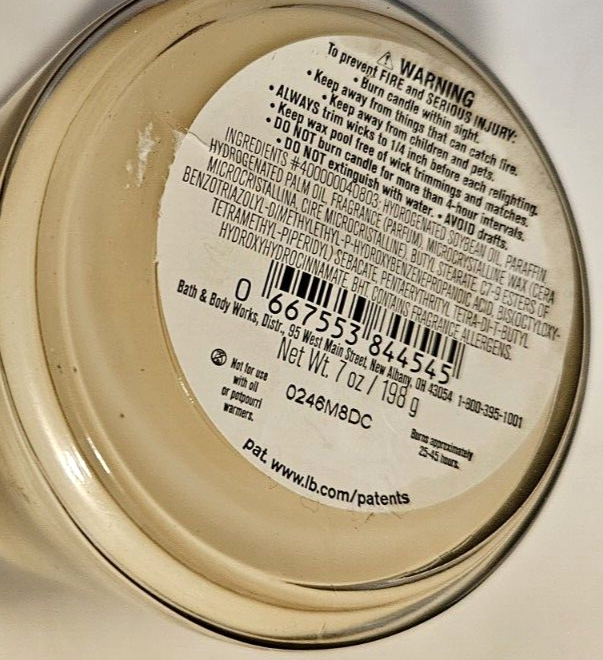 ⚠ WARNING
To prevent FIRE and SERIOUS INJURY:
• Burn candle within sight.
• Keep away from things that can catch fire.
• Keep away from children and pets.
• ALWAYS trim wicks to 1/4 inch before each relighting.
• Keep wax pool free of wick trimmings and matches.
• DO NOT burn candle for more than 4-hour intervals.
• DO NOT extinguish with water. • AVOID drafts.
INGREDIENTS #400000040803: HYDROGENATED SOYBEAN OIL, PARAFFIN,
HYDROGENATED PALM OIL, FRAGRANCE (PARFUM), MICROCRYSTALLINE WAX (CERA
MICROCRISTALLINA, CIRE MICROCRISTALLINE), BUTYL STEARATE, C7-9 ESTERS OF
BENZOTRIAZOLYL-DIMETHYLETHYL-P-HYDROXYBENZENEPROPANOIC ACID, BIS(OCTYLOXY-
TETRAMETHYL-PIPERIDYL) SEBACATE, PENTAERYTHRITYL TETRA-DI-T-BUTYL
HYDROXYHYDROCINNAMATE, BHT. CONTAINS FRAGRANCE ALLERGENS.
0 667553 844545
Bath & Body Works, Distr., 95 West Main Street, New Albany, OH 43054 1-800-395-1001
Net Wt. 7 oz / 198 g
Not for use
with oil
or potpourri
warmers.
0246M8DC
Burns approximately
25-45 hours.
pat. www.lb.com/patents